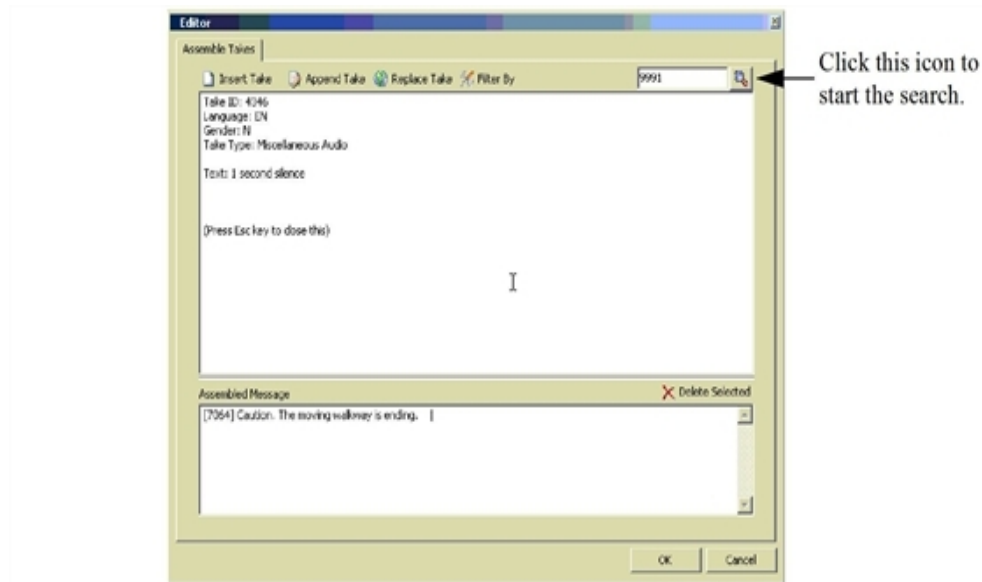 Editor
Assemble Takes
Insert Take Append Take Replace Take Filter By 9991
Click this icon to
start the search.
Take ID: 4046
Language: EN
Gender: N
Take Type: Miscellaneous Audio
Text: 1 second silence
(Press Esc key to close this)
Assembled Message Delete Selected
[7064] Caution. The moving walkway is ending.
OK Cancel